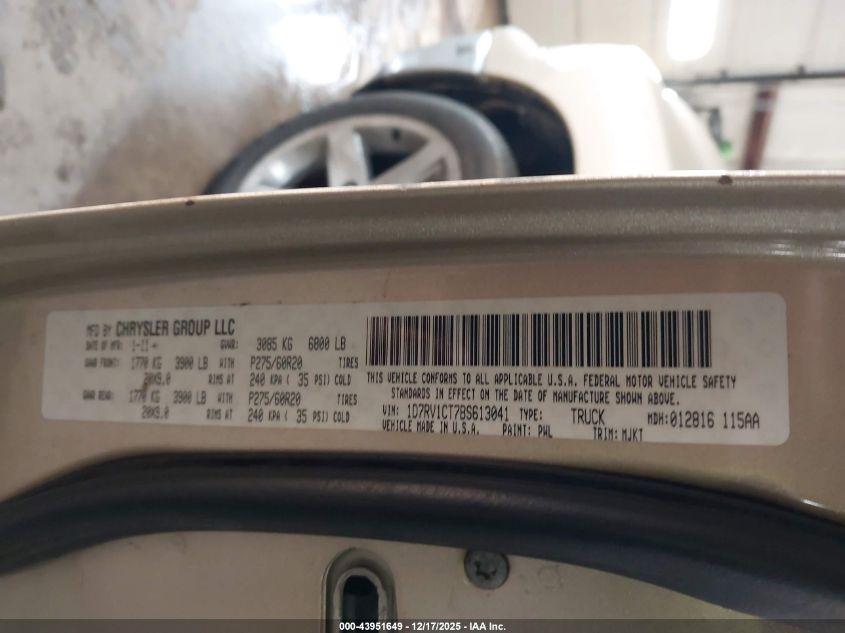 MFD BY CHRYSLER GROUP LLC
DATE OF MFR: 1-11 GVWR: 3085 KG 6800 LB
GAWR FRONT: 1770 KG 3900 LB WITH P275/60R20 TIRES
20X9.0 RIMS AT 240 KPA ( 35 PSI) COLD
GAWR REAR: 1770 KG 3900 LB WITH P275/60R20 TIRES
20X9.0 RIMS AT 240 KPA ( 35 PSI) COLD
THIS VEHICLE CONFORMS TO ALL APPLICABLE U.S.A. FEDERAL MOTOR VEHICLE SAFETY
STANDARDS IN EFFECT ON THE DATE OF MANUFACTURE SHOWN ABOVE.
VIN: 1D7RV1CT7BS613041 TYPE: TRUCK MDH:012816 115AA
VEHICLE MADE IN U.S.A. PAINT: PWL TRIM: MJKT
000-43951649 - 12/17/2025 - IAA Inc.